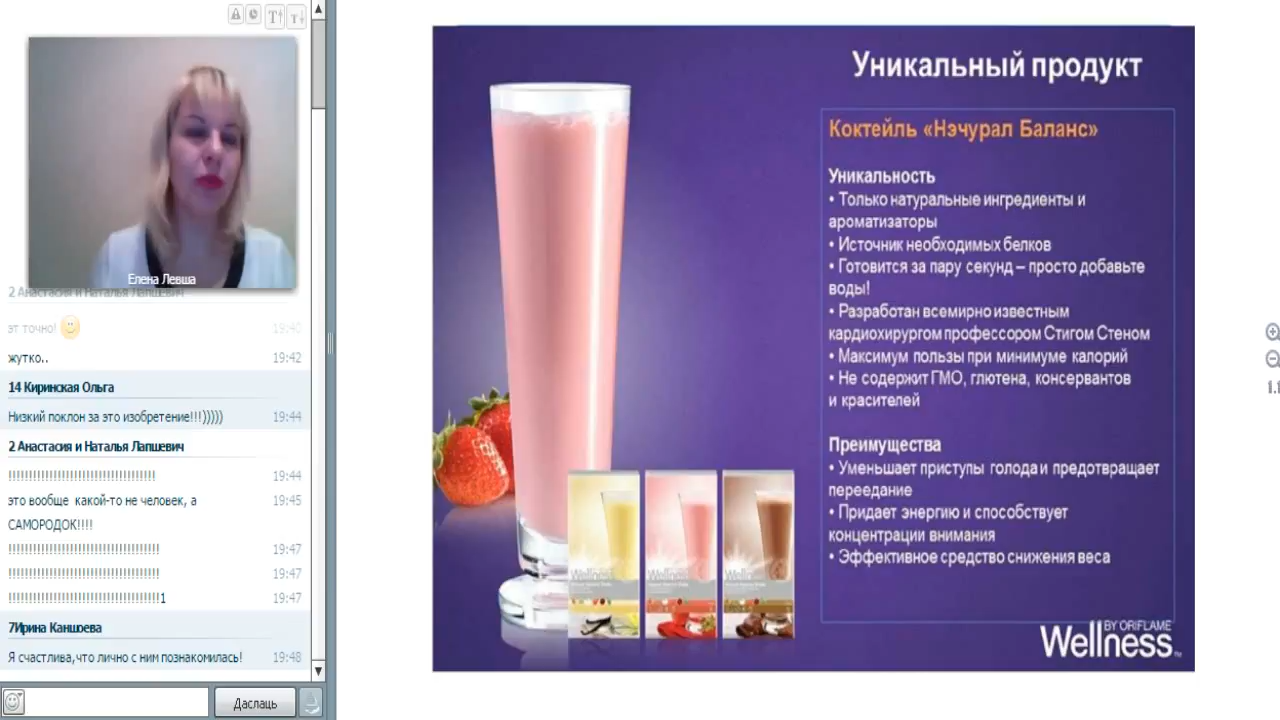 Елена Левша
2 Анастасия и Наталья Лапшевич
эт точно! 19:40
жутко.. 19:42
14 Киринская Ольга
Низкий поклон за это изобретение!!!))))) 19:44
2 Анастасия и Наталья Лапшевич
!!!!!!!!!!!!!!!!!!!!!!!!!!!!!!!!!!! 19:44
это вообще какой-то не человек, а 19:45
САМОРОДОК!!!!
!!!!!!!!!!!!!!!!!!!!!!!!!!!!!!!!!!!! 19:47
!!!!!!!!!!!!!!!!!!!!!!!!!!!!!!!!!!!! 19:47
!!!!!!!!!!!!!!!!!!!!!!!!!!!!!!!!!!!!1 19:47
7Ирина Каншоева
Я счастлива,что лично с ним познакомилась! 19:48
Даслаць
Уникальный продукт
Коктейль «Нэчурал Баланс»
Уникальность
• Только натуральные ингредиенты и
ароматизаторы
• Источник необходимых белков
• Готовится за пару секунд – просто добавьте
воды!
• Разработан всемирно известным
кардиохирургом профессором Стигом Стеном
• Максимум пользы при минимуме калорий
• Не содержит ГМО, глютена, консервантов
и красителей
Преимущества
• Уменьшает приступы голода и предотвращает
переедание
• Придает энергию и способствует
концентрации внимания
• Эффективное средство снижения веса
Wellness
Wellness
Wellness
BY ORIFLAME
Wellness™